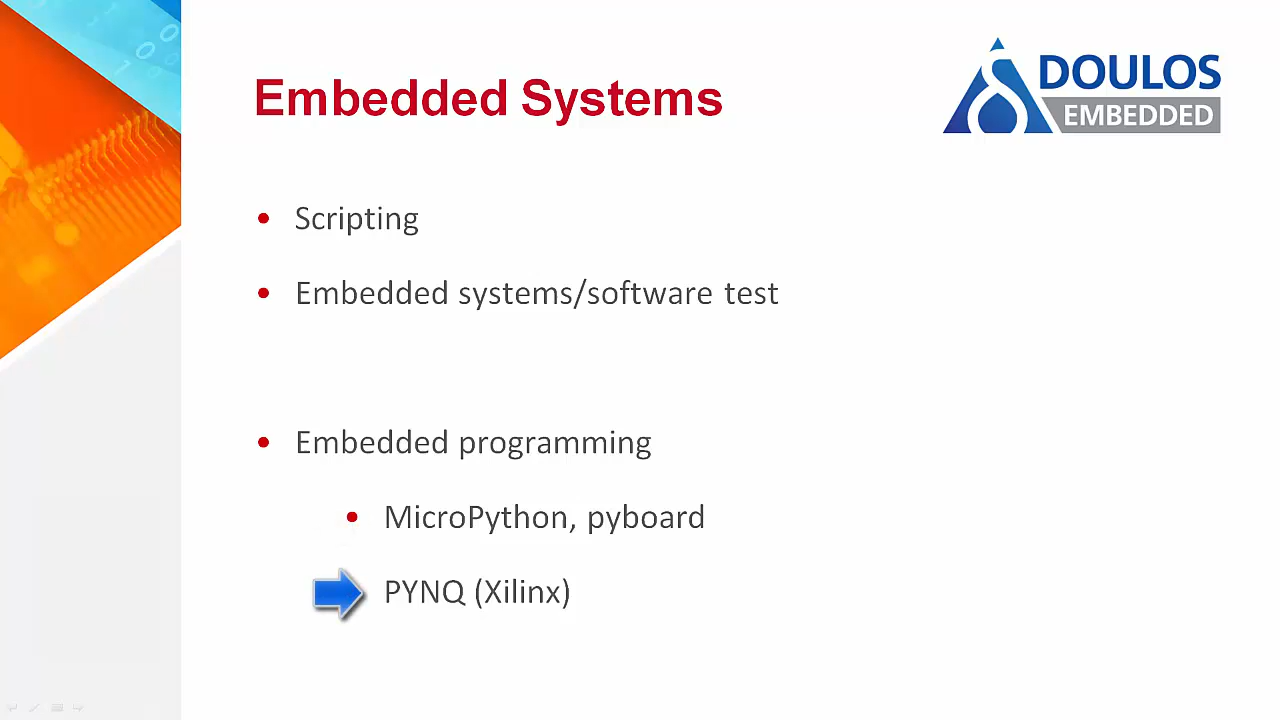 Embedded Systems
DOULOS
EMBEDDED
Scripting
Embedded systems/software test
Embedded programming
MicroPython, pyboard
PYNQ (Xilinx)